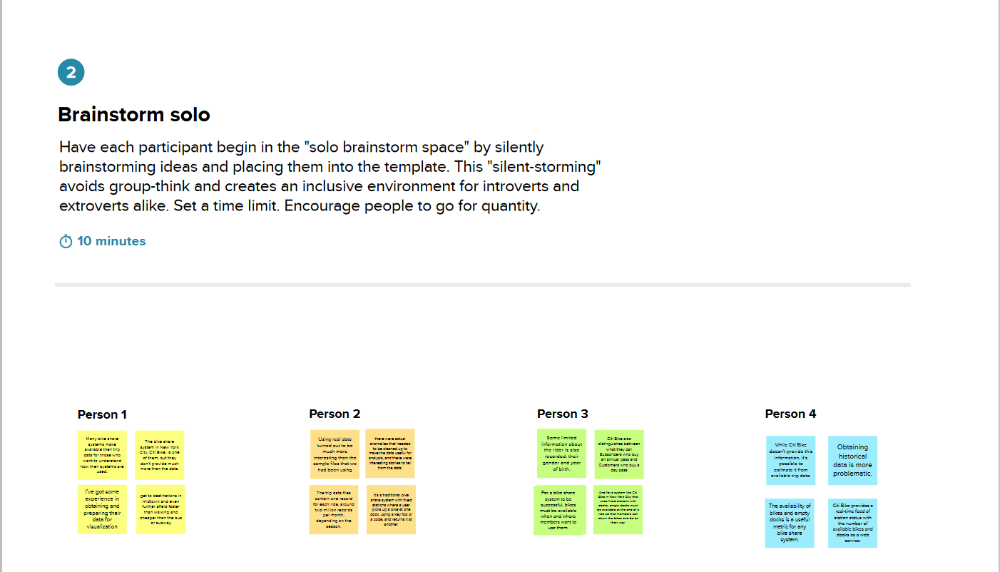 2
Brainstorm solo
Have each participant begin in the "solo brainstorm space" by silently
brainstorming ideas and placing them into the template. This "silent-storming"
avoids group-think and creates an inclusive environment for introverts and
extroverts alike. Set a time limit. Encourage people to go for quantity.
10 minutes
Person 1
Many bike share
systems make
available their trip
data for those who
want to understand
how their systems are
used.
The bike share
system in New York
City, Citi Bike, is one
of them, but they
don't provide much
more than the data.
I've got some
experience in
obtaining and
preparing their
data for
visualization
get to destinations in
midtown and even
further afield faster
than walking and
cheaper than the bus
or subway
Person 2
Using real data
turned out to be
much more
interesting than the
sample files that we
had been using
there were actual
anomalies that needed
to be cleaned up to
make the data useful for
analysis, and there were
interesting stories to tell
from the data.
The trip data files
contain one record
for each ride, around
two million records
per month,
depending on the
season.
It's a traditional bike
share system with fixed
stations where a user
picks up a bike at one
dock, using a key fob or
a code, and returns it at
another.
Person 3
Some limited
information about
the rider is also
recorded: their
gender and year
of birth.
Citi Bike also
distinguishes between
what they call
Subscribers who buy
an annual pass and
Customers who buy a
day pass
For a bike share
system to be
successful, bikes
must be available
when and where
members want to
use them.
And for a system like Citi
Bike in New York City that
uses fixed stations with
docks, empty docks must
be available at the end of a
ride so that members can
return the bikes and be on
their way.
Person 4
While Citi Bike
doesn't provide this
information, it's
possible to
estimate it from
available trip data.
Obtaining
historical
data is more
problematic.
The availability of
bikes and empty
docks is a useful
metric for any
bike share
system.
Citi Bike provides a
real-time feed of
station status with
the number of
available bikes and
docks as a web
service.